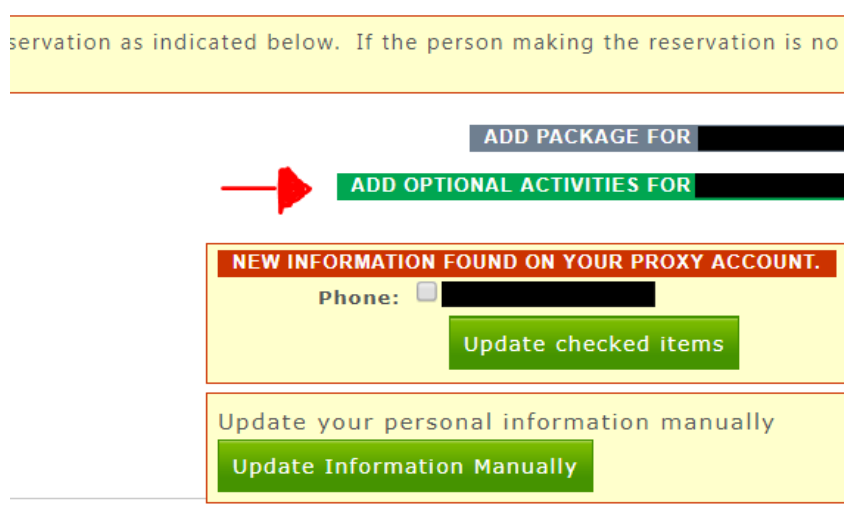 servation as indicated below. If the person making the reservation is no
ADD PACKAGE FOR
ADD OPTIONAL ACTIVITIES FOR
NEW INFORMATION FOUND ON YOUR PROXY ACCOUNT.
Phone:
Update checked items
Update your personal information manually
Update Information Manually